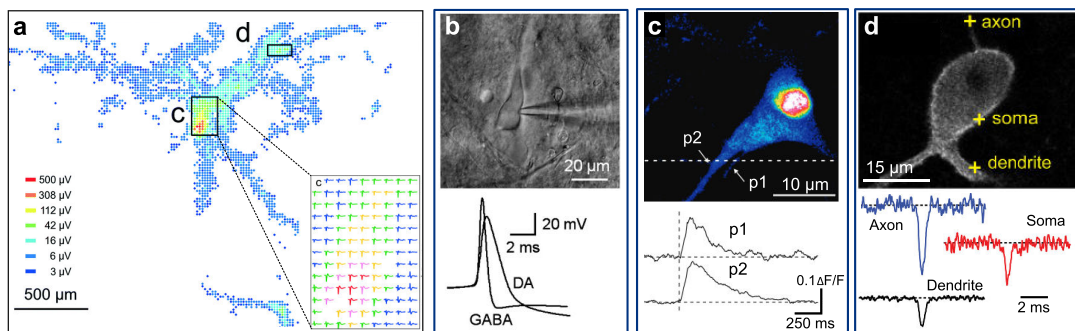 a
d
c
500 µV
308 µV
112 µV
42 µV
16 µV
6 µV
3 µV
500 µm
c
b
20 µm
20 mV
2 ms
DA
GABA
c
p2
p1
10 µm
p1
p2
0.1ΔF/F
250 ms
d
axon
soma
dendrite
15 µm
Axon
Soma
Dendrite
2 ms